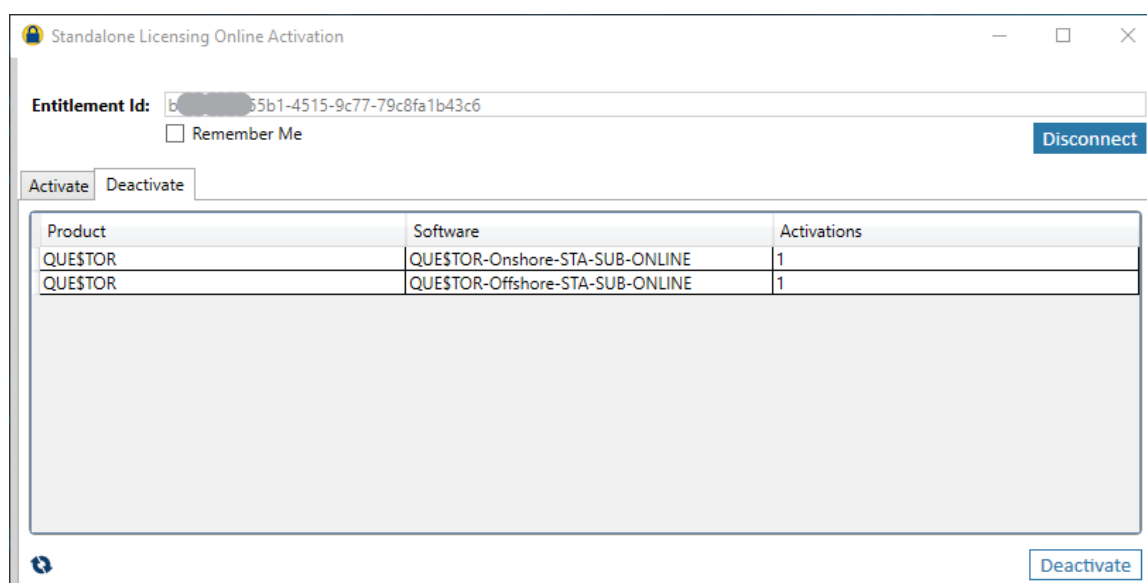 Standalone Licensing Online Activation
Entitlement Id: b 55b1-4515-9c77-79c8fa1b43c6
Remember Me
Disconnect
Activate Deactivate
Product Software Activations
QUE$TOR QUE$TOR-Onshore-STA-SUB-ONLINE 1
QUE$TOR QUE$TOR-Offshore-STA-SUB-ONLINE 1
Deactivate